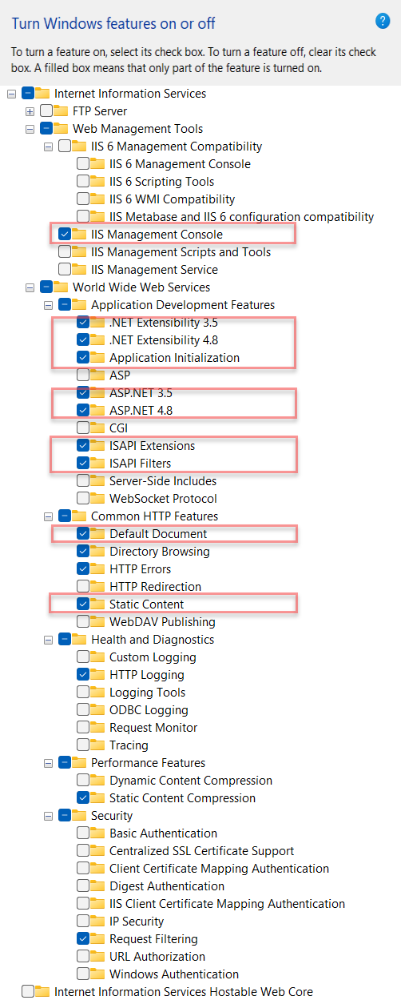 Turn Windows features on or off
?
To turn a feature on, select its check box. To turn a feature off, clear its check
box. A filled box means that only part of the feature is turned on.
Internet Information Services
FTP Server
Web Management Tools
IIS 6 Management Compatibility
IIS 6 Management Console
IIS 6 Scripting Tools
IIS 6 WMI Compatibility
IIS Metabase and IIS 6 configuration compatibility
IIS Management Console
IIS Management Scripts and Tools
IIS Management Service
World Wide Web Services
Application Development Features
.NET Extensibility 3.5
.NET Extensibility 4.8
Application Initialization
ASP
ASP.NET 3.5
ASP.NET 4.8
CGI
ISAPI Extensions
ISAPI Filters
Server-Side Includes
WebSocket Protocol
Common HTTP Features
Default Document
Directory Browsing
HTTP Errors
HTTP Redirection
Static Content
WebDAV Publishing
Health and Diagnostics
Custom Logging
HTTP Logging
Logging Tools
ODBC Logging
Request Monitor
Tracing
Performance Features
Dynamic Content Compression
Static Content Compression
Security
Basic Authentication
Centralized SSL Certificate Support
Client Certificate Mapping Authentication
Digest Authentication
IIS Client Certificate Mapping Authentication
IP Security
Request Filtering
URL Authorization
Windows Authentication
Internet Information Services Hostable Web Core